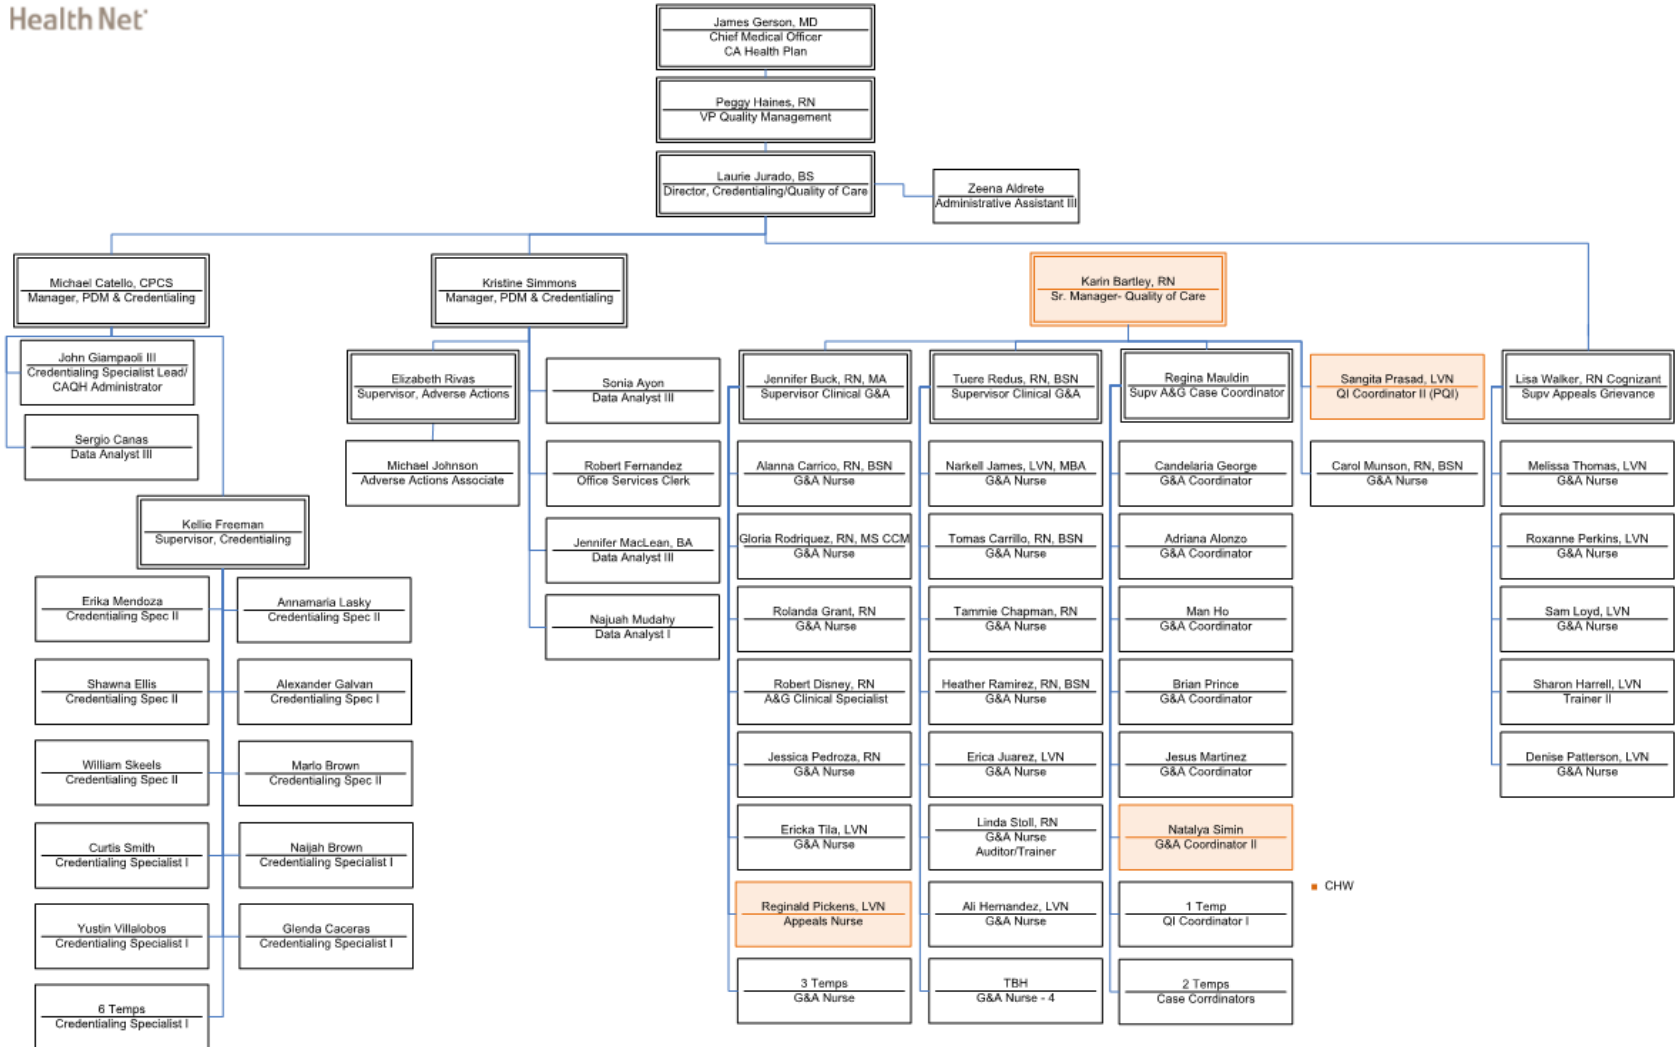 Health Net
James Gerson, MD
Chief Medical Officer
CA Health Plan
Peggy Haines, RN
VP Quality Management
Laurie Jurado, BS
Director, Credentialing/Quality of Care
Zeena Aldrete
Administrative Assistant III
Michael Catello, CPCS
Manager, PDM & Credentialing
Kristine Simmons
Manager, PDM & Credentialing
Karin Bartley, RN
Sr. Manager- Quality of Care
John Giampaoli III
Credentialing Specialist Lead/
CAQH Administrator
Sergio Canas
Data Analyst III
Kellie Freeman
Supervisor, Credentialing
Erika Mendoza
Credentialing Spec II
Annamaria Lasky
Credentialing Spec II
Shawna Ellis
Credentialing Spec II
Alexander Galvan
Credentialing Spec I
William Skeels
Credentialing Spec II
Marlo Brown
Credentialing Spec II
Curtis Smith
Credentialing Specialist I
Naijah Brown
Credentialing Specialist I
Yustin Villalobos
Credentialing Specialist I
Glenda Caceras
Credentialing Specialist I
6 Temps
Credentialing Specialist I
Elizabeth Rivas
Supervisor, Adverse Actions
Michael Johnson
Adverse Actions Associate
Sonia Ayon
Data Analyst III
Robert Fernandez
Office Services Clerk
Jennifer MacLean, BA
Data Analyst III
Najuah Mudahy
Data Analyst I
Jennifer Buck, RN, MA
Supervisor Clinical G&A
Alanna Carrico, RN, BSN
G&A Nurse
Gloria Rodriquez, RN, MS CCM
G&A Nurse
Rolanda Grant, RN
G&A Nurse
Robert Disney, RN
A&G Clinical Specialist
Jessica Pedroza, RN
G&A Nurse
Ericka Tila, LVN
G&A Nurse
Reginald Pickens, LVN
Appeals Nurse
3 Temps
G&A Nurse
Tuere Redus, RN, BSN
Supervisor Clinical G&A
Narkell James, LVN, MBA
G&A Nurse
Tomas Carrillo, RN, BSN
G&A Nurse
Tammie Chapman, RN
G&A Nurse
Heather Ramirez, RN, BSN
G&A Nurse
Erica Juarez, LVN
G&A Nurse
Linda Stoll, RN
G&A Nurse
Auditor/Trainer
Ali Hernandez, LVN
G&A Nurse
TBH
G&A Nurse - 4
Regina Mauldin
Supv A&G Case Coordinator
Candelaria George
G&A Coordinator
Adriana Alonzo
G&A Coordinator
Man Ho
G&A Coordinator
Brian Prince
G&A Coordinator
Jesus Martinez
G&A Coordinator
Natalya Simin
G&A Coordinator II
1 Temp
QI Coordinator I
2 Temps
Case Corrdinators
Sangita Prasad, LVN
QI Coordinator II (PQI)
Carol Munson, RN, BSN
G&A Nurse
Lisa Walker, RN Cognizant
Supv Appeals Grievance
Melissa Thomas, LVN
G&A Nurse
Roxanne Perkins, LVN
G&A Nurse
Sam Loyd, LVN
G&A Nurse
Sharon Harrell, LVN
Trainer II
Denise Patterson, LVN
G&A Nurse
CHW